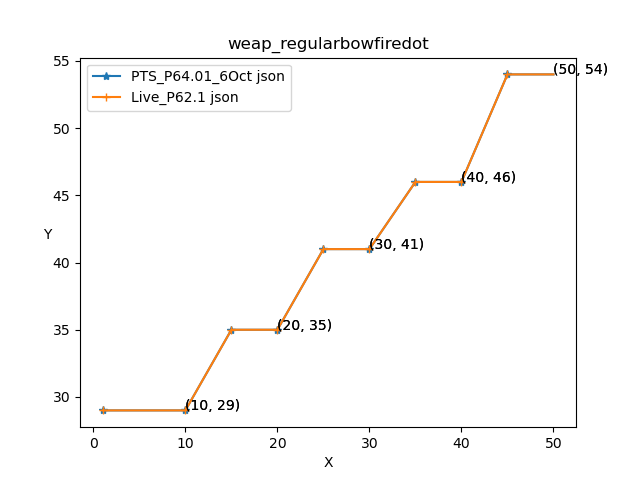 weap_regularbowfiredot
55
50
45
40
35
30
Y
PTS_P64.01_6Oct json
Live_P62.1 json
(50, 54)
(40, 46)
(30, 41)
(20, 35)
(10, 29)
0 10 20 30 40 50
X